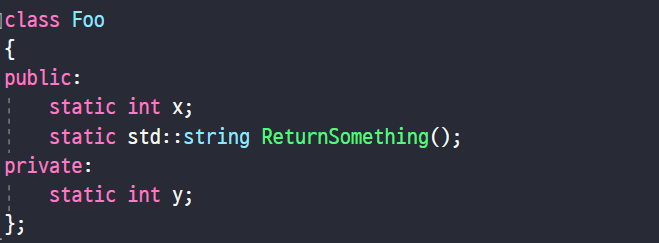 class Foo
{
public:
    static int x;
    static std::string ReturnSomething();
private:
    static int y;
};